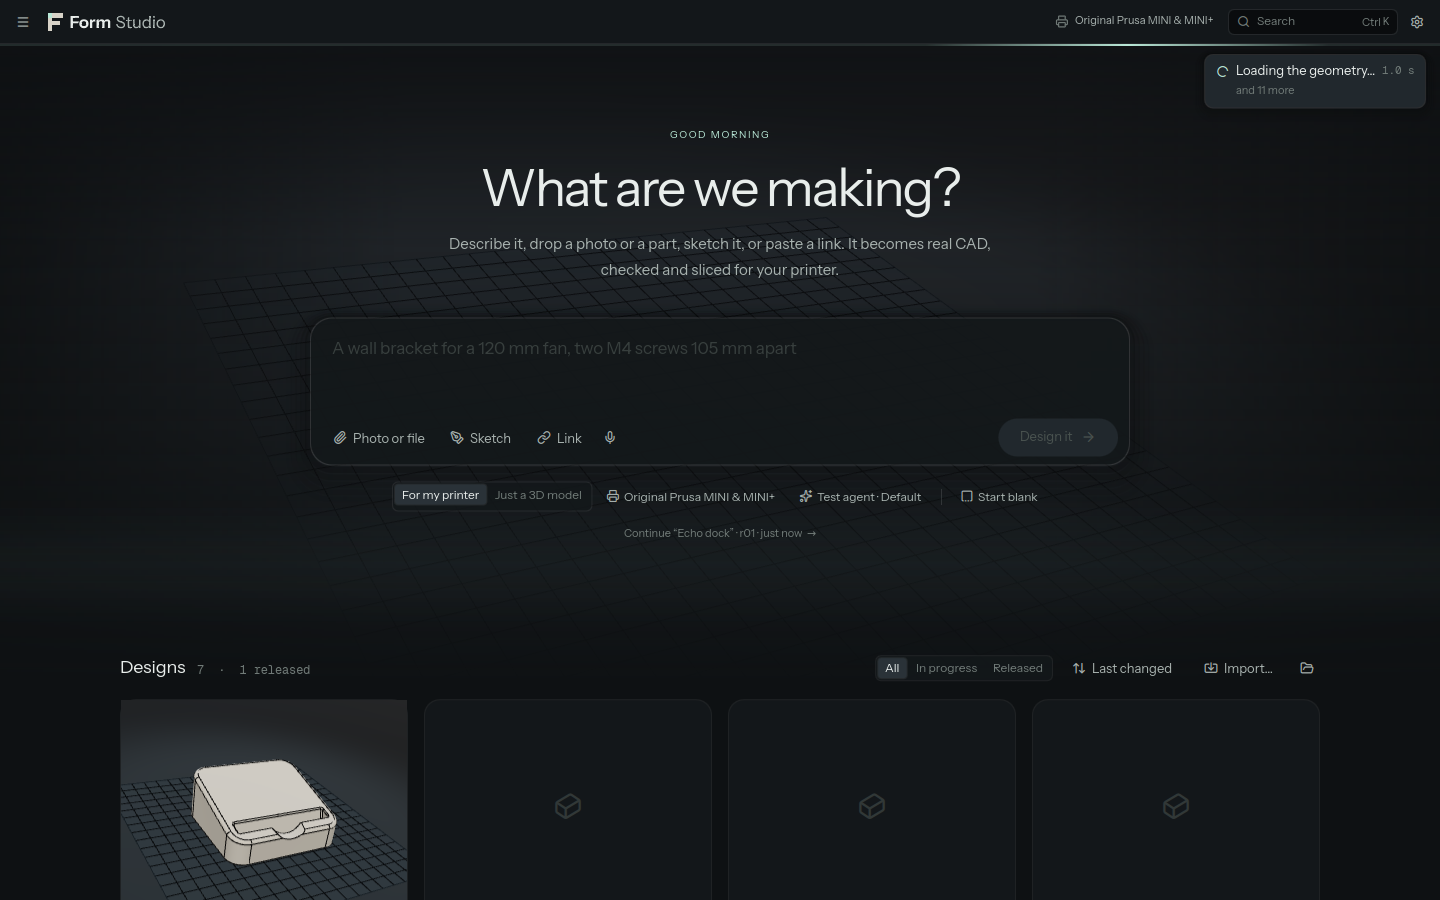 Form Studio
Original Prusa MINI & MINI+
Search
Ctrl K
Loading the geometry... 1.0 s
and 11 more
GOOD MORNING
What are we making?
Describe it, drop a photo or a part, sketch it, or paste a link. It becomes real CAD,
checked and sliced for your printer.
A wall bracket for a 120 mm fan, two M4 screws 105 mm apart
Photo or file
Sketch
Link
Design it →
For my printer
Just a 3D model
Original Prusa MINI & MINI+
Test agent · Default
Start blank
Continue “Echo dock” · r01 · just now →
Designs 7 · 1 released
All
In progress
Released
Last changed
Import...